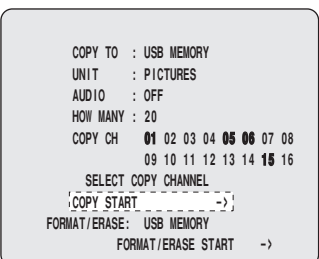 COPY TO : USB MEMORY
UNIT : PICTURES
AUDIO : OFF
HOW MANY : 20
COPY CH 01 02 03 04 05 06 07 08
09 10 11 12 13 14 15 16
SELECT COPY CHANNEL
COPY START ->
FORMAT/ERASE: USB MEMORY
FORMAT/ERASE START ->